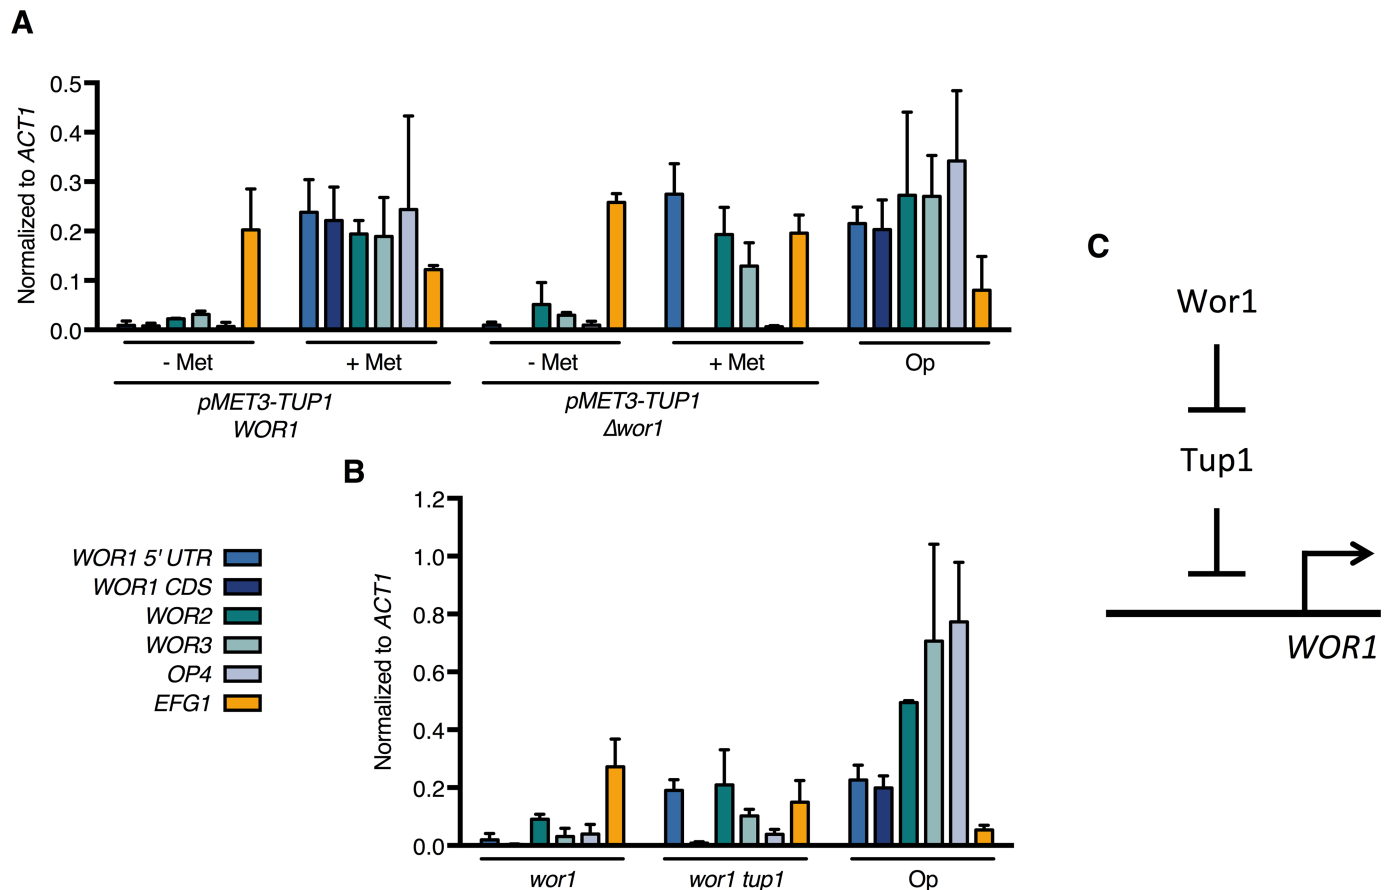 A
Normalized to ACT1
0.5
0.4
0.3
0.2
0.1
0.0
- Met
+ Met
- Met
+ Met
Op
pMET3-TUP1
WOR1
pMET3-TUP1
Δwor1
B
Normalized to ACT1
1.2
1.0
0.8
0.6
0.4
0.2
0.0
wor1
wor1 tup1
Op
WOR1 5' UTR
WOR1 CDS
WOR2
WOR3
OP4
EFG1
C
Wor1
Tup1
WOR1